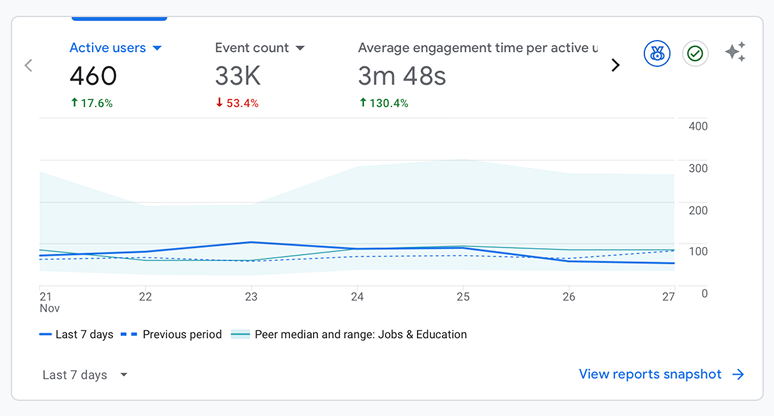 Active users Event count Average engagement time per active u
460 33K 3m 48s
17.6% 53.4% 130.4%
400
300
200
100
0
21 22 23 24 25 26 27
Nov
Last 7 days Previous period Peer median and range: Jobs & Education
Last 7 days View reports snapshot